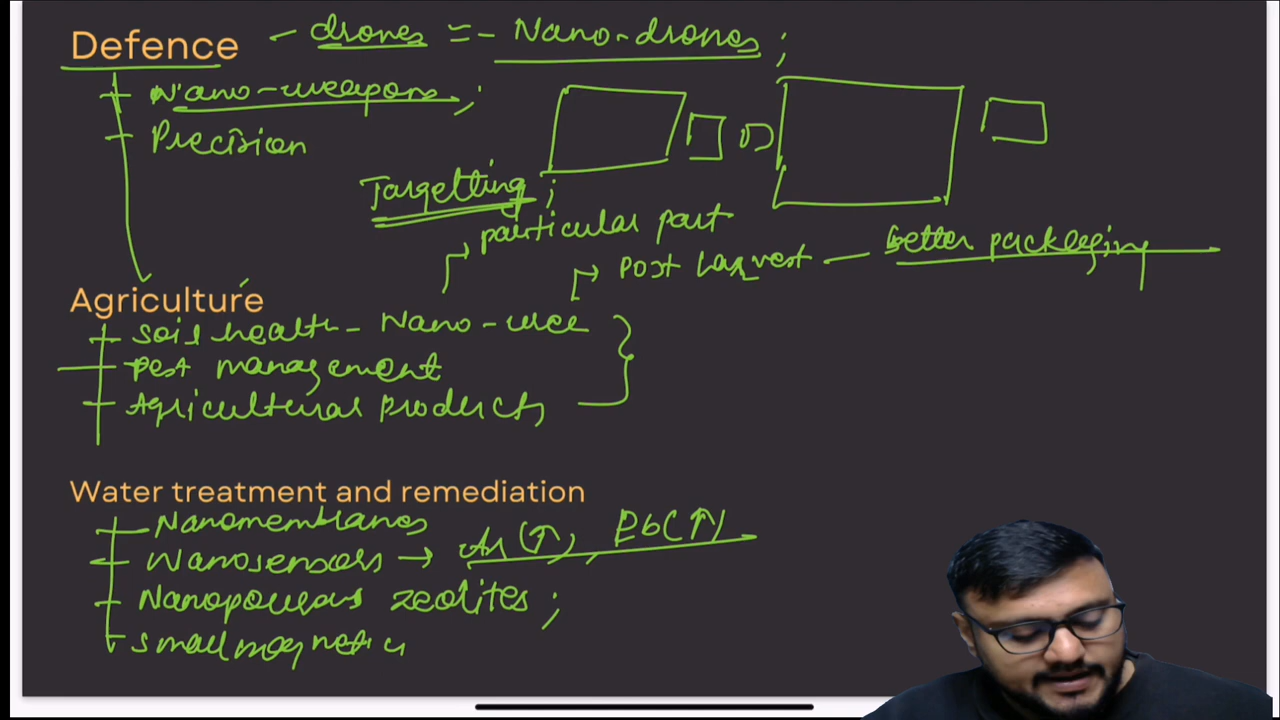 Defence - drones = - Nano-drones ;
Nano-weapons ;
Precision
Targetting ;
particular part
Post harvest - better packaging
Agriculture
soil health - Nano-urea
pest management
Agricultural products
Water treatment and remediation
Nanomembranes
Nanosensors → As(↑), Pb(↑)
Nanoporous zeolites ;
small magnetic